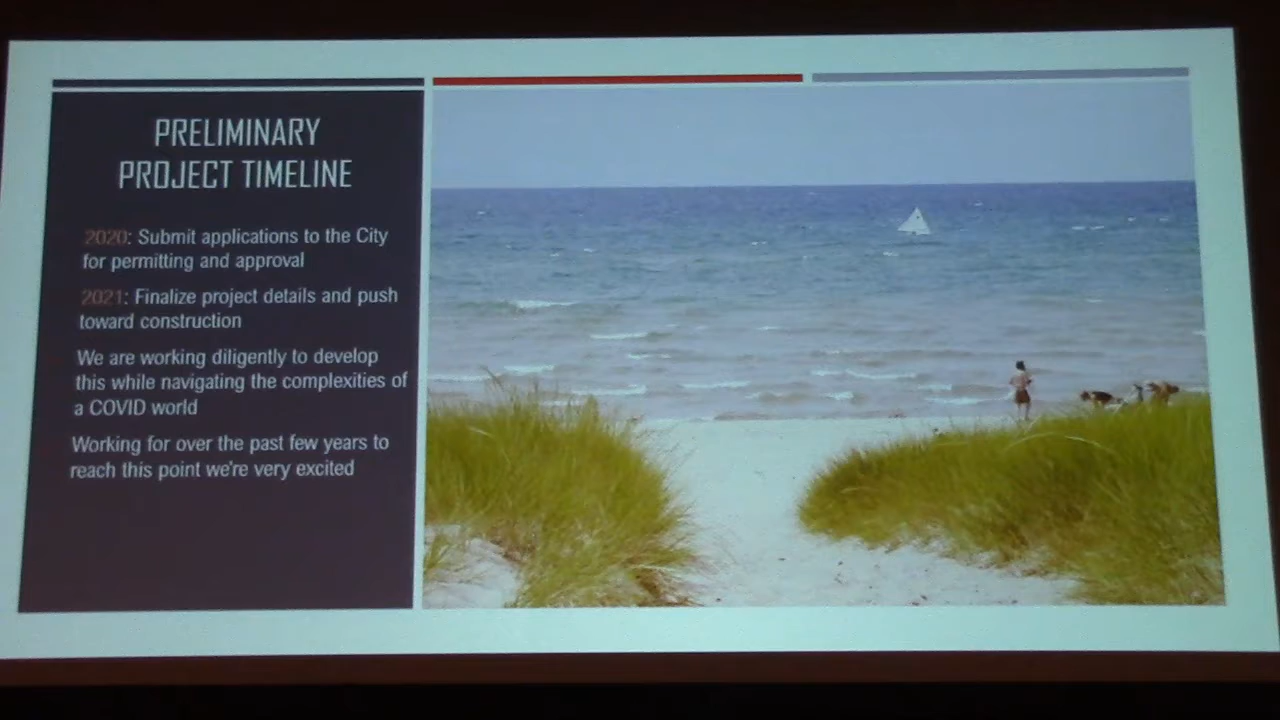 PRELIMINARY
PROJECT TIMELINE
2020: Submit applications to the City
for permitting and approval
2021: Finalize project details and push
toward construction
We are working diligently to develop
this while navigating the complexities of
a COVID world
Working for over the past few years to
reach this point we're very excited